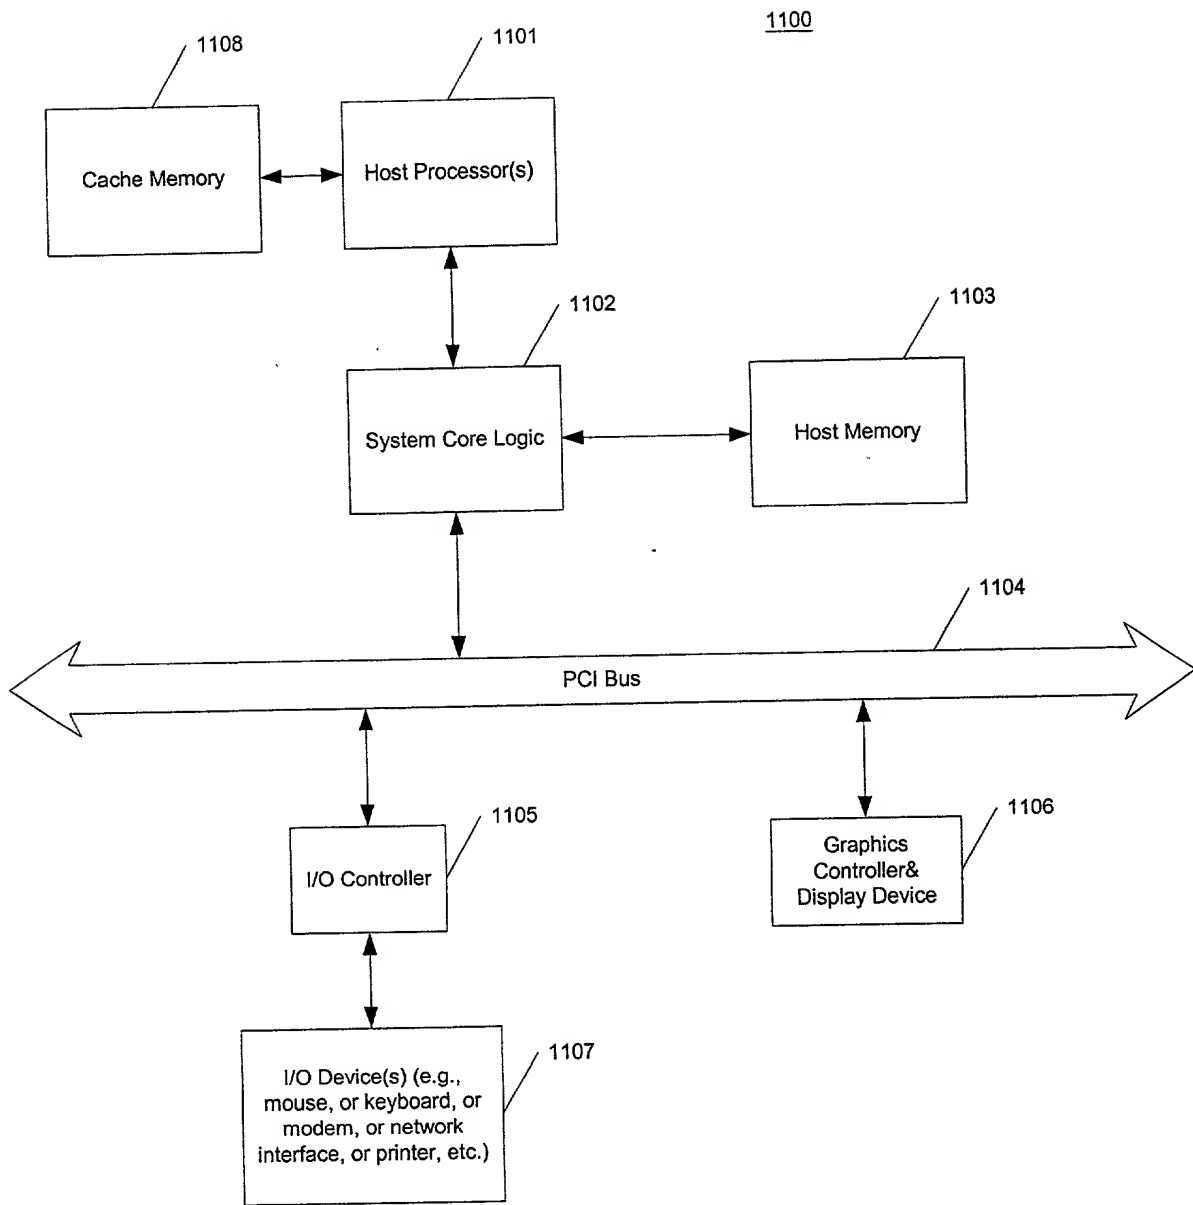 1100
1108
1101
Cache Memory
Host Processor(s)
1102
1103
System Core Logic
Host Memory
1104
PCI Bus
1105
1106
I/O Controller
Graphics
Controller&
Display Device
1107
I/O Device(s) (e.g.,
mouse, or keyboard, or
modem, or network
interface, or printer, etc.)